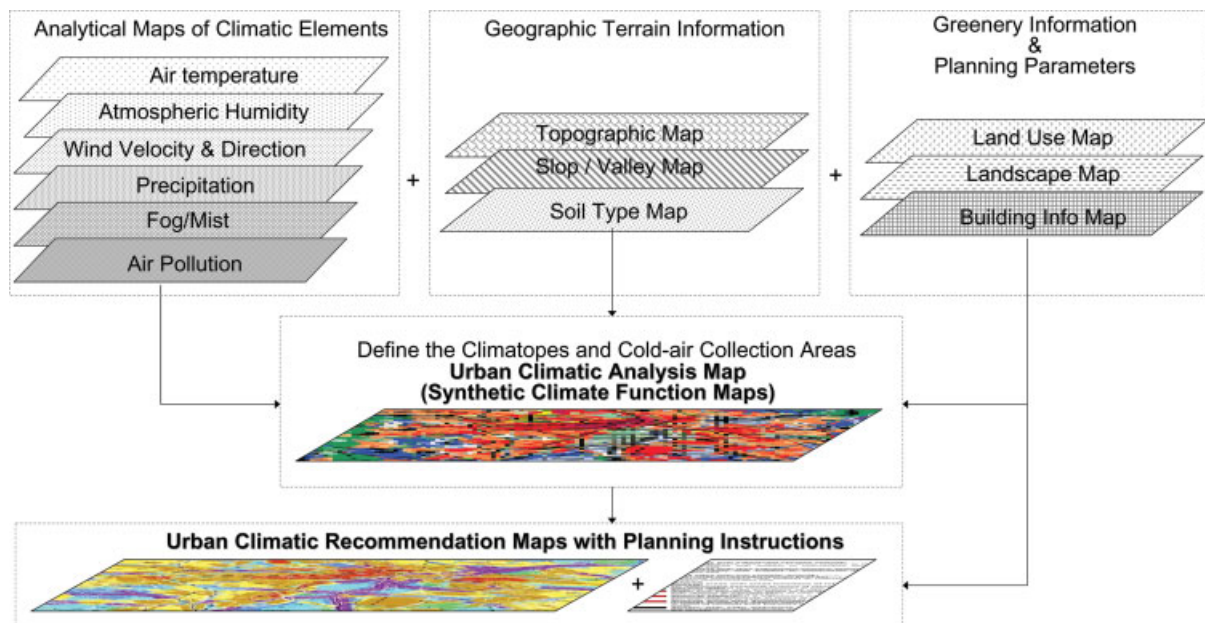 Analytical Maps of Climatic Elements
Air temperature
Atmospheric Humidity
Wind Velocity & Direction
Precipitation
Fog/Mist
Air Pollution
+
Geographic Terrain Information
Topographic Map
Slop / Valley Map
Soil Type Map
+
Greenery Information
&
Planning Parameters
Land Use Map
Landscape Map
Building Info Map
Define the Climatopes and Cold-air Collection Areas
Urban Climatic Analysis Map
(Synthetic Climate Function Maps)
Urban Climatic Recommendation Maps with Planning Instructions
+